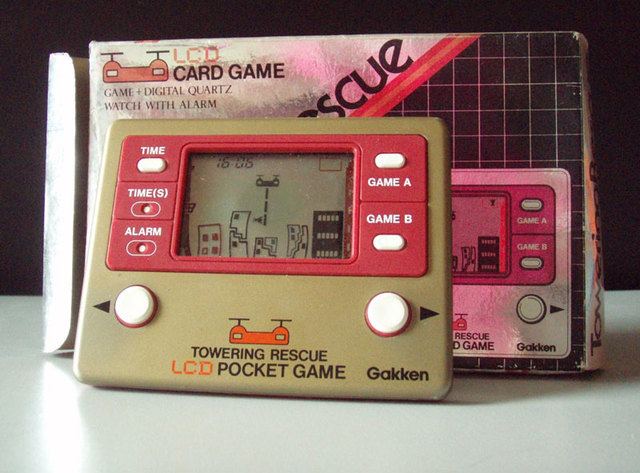 LCD
CARD GAME
GAME + DIGITAL QUARTZ
WATCH WITH ALARM
TIME
TIME(S)
ALARM
GAME A
GAME B
TOWERING RESCUE
LCD POCKET GAME
Gakken
GAME A
GAME B
RESCUE
GAME
Gakken